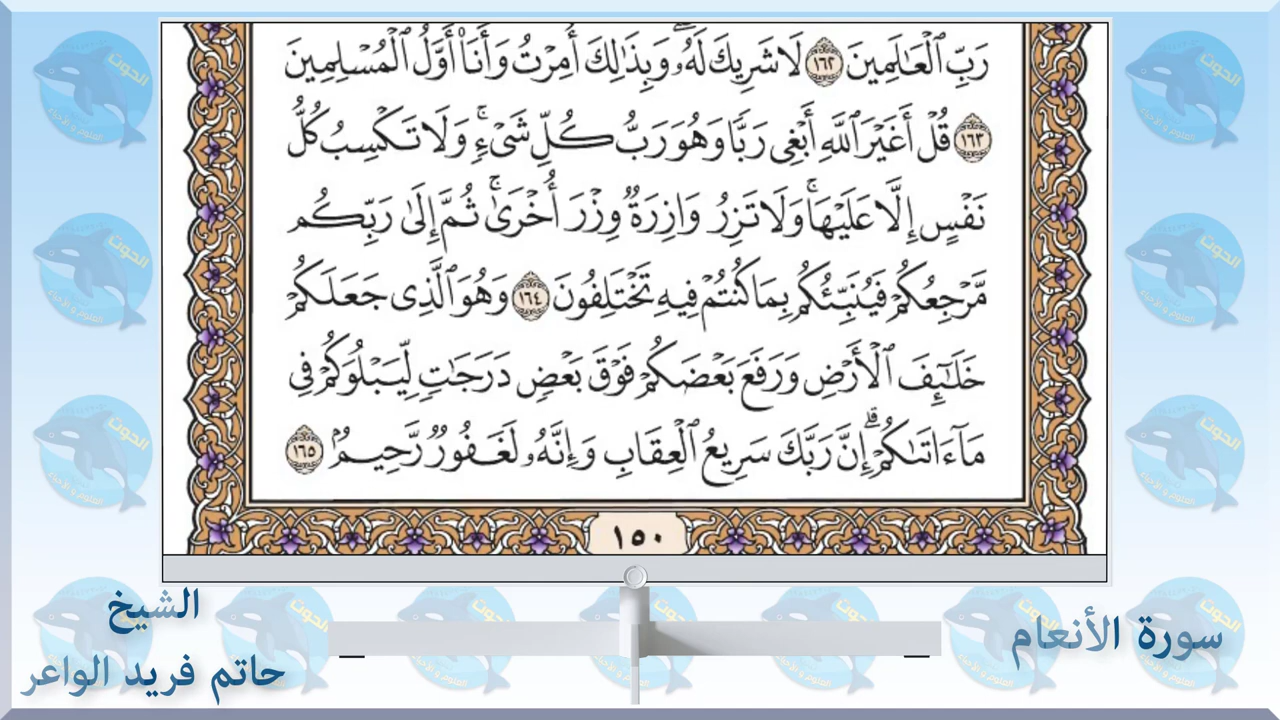 رَبِّ ٱلۡعَٰلَمِينَ ١٦٢ لَا شَرِيكَ لَهُۥۖ وَبِذَٰلِكَ أُمِرۡتُ وَأَنَا۠ أَوَّلُ ٱلۡمُسۡلِمِينَ
١٦٣ قُلۡ أَغَيۡرَ ٱللَّهِ أَبۡغِي رَبّٗا وَهُوَ رَبُّ كُلِّ شَيۡءٖۚ وَلَا تَكۡسِبُ كُلُّ
نَفۡسٍ إِلَّا عَلَيۡهَاۚ وَلَا تَزِرُ وَازِرَةٞ وِزۡرَ أُخۡرَىٰۚ ثُمَّ إِلَىٰ رَبِّكُم
مَّرۡجِعُكُمۡ فَيُنَبِّئُكُم بِمَا كُنتُمۡ فِيهِ تَخۡتَلِفُونَ ١٦٤ وَهُوَ ٱلَّذِي جَعَلَكُمۡ
خَلَٰٓئِفَ ٱلۡأَرۡضِ وَرَفَعَ بَعۡضَكُمۡ فَوۡقَ بَعۡضٖ دَرَجَٰتٖ لِّيَبۡلُوَكُمۡ فِي
مَآ ءَاتَىٰكُمۡۗ إِنَّ رَبَّكَ سَرِيعُ ٱلۡعِقَابِ وَإِنَّهُۥ لَغَفُورٞ رَّحِيمُۢ ١٦٥
١٥٠
سورة الأنعام
الشيخ
حاتم فريد الواعر
الحوت